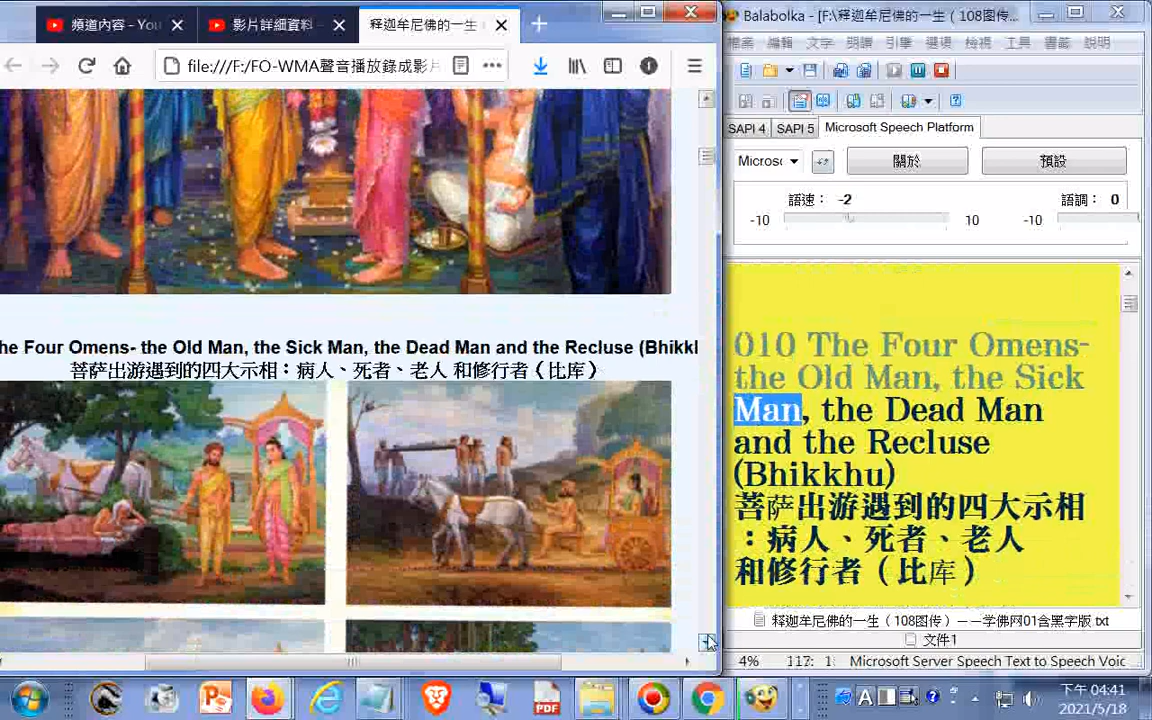 頻道內容 - You
影片詳細資料 -
释迦牟尼佛的一生
Balabolka - [F:\释迦牟尼佛的一生（108图传）...
file:///F:/FO-WMA聲音播放錄成影片
檔案 編輯 文字 朗讀 引擎 選項 檢視 工具 書籤 說明
SAPI 4 SAPI 5 Microsoft Speech Platform
Micros 關於 預設
語速： -2 語調： 0
-10 10 -10
he Four Omens- the Old Man, the Sick Man, the Dead Man and the Recluse (Bhikkl
菩萨出游遇到的四大示相：病人、死者、老人 和修行者（比库）
010 The Four Omens-
the Old Man, the Sick
Man, the Dead Man
and the Recluse
(Bhikkhu)
菩萨出游遇到的四大示相
：病人、死者、老人
和修行者（比库）
释迦牟尼佛的一生（108图传）——学佛网01含黑字版.txt
文件1
4% 117: 1 Microsoft Server Speech Text to Speech Voic
PDF
A
下午 04:41
2021/5/18